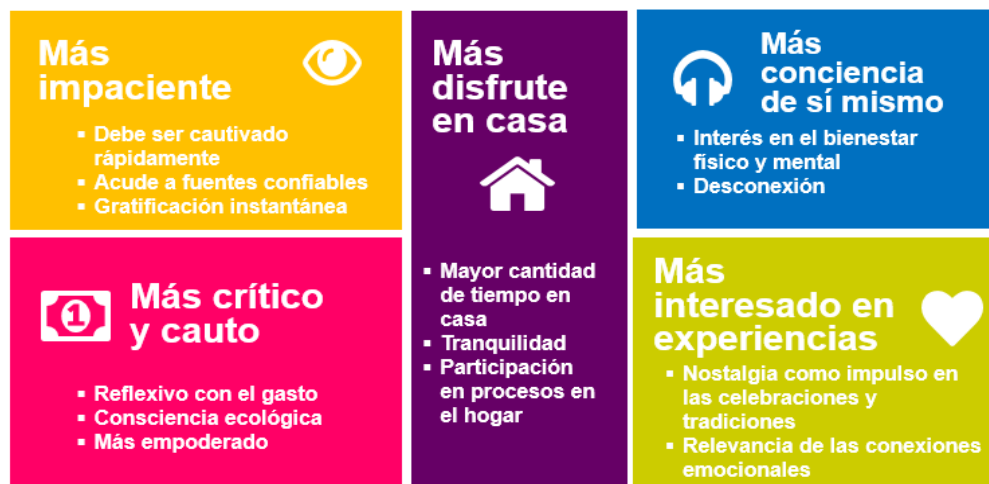 Más
impaciente
▪ Debe ser cautivado
rápidamente
▪ Acude a fuentes confiables
▪ Gratificación instantánea
Más
disfrute
en casa
▪ Mayor cantidad
de tiempo en
casa
▪ Tranquilidad
▪ Participación
en procesos en
el hogar
Más
conciencia
de sí mismo
▪ Interés en el bienestar
físico y mental
▪ Desconexión
1
Más crítico
y cauto
▪ Reflexivo con el gasto
▪ Consciencia ecológica
▪ Más empoderado
Más
interesado en
experiencias
▪ Nostalgia como impulso en
las celebraciones y
tradiciones
▪ Relevancia de las conexiones
emocionales